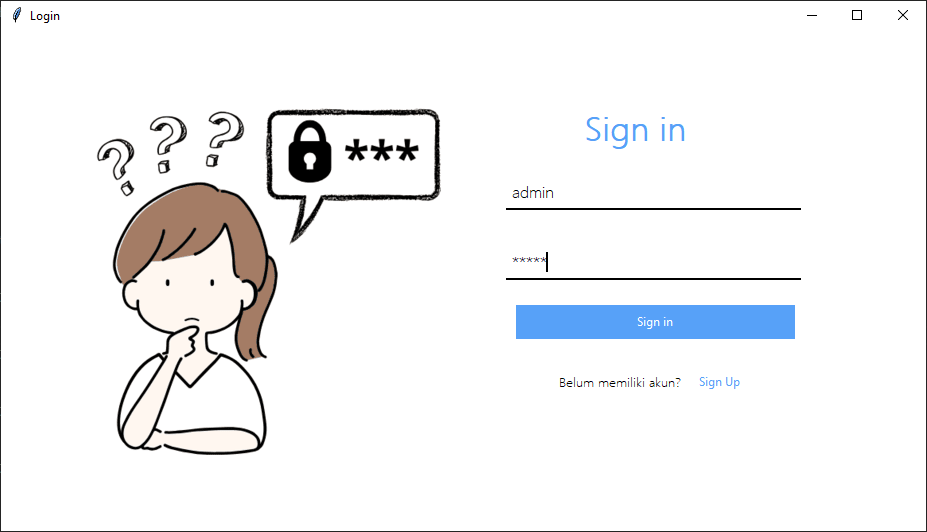 Login
? ? ?
***
Sign in
admin
*****
Sign in
Belum memiliki akun? Sign Up